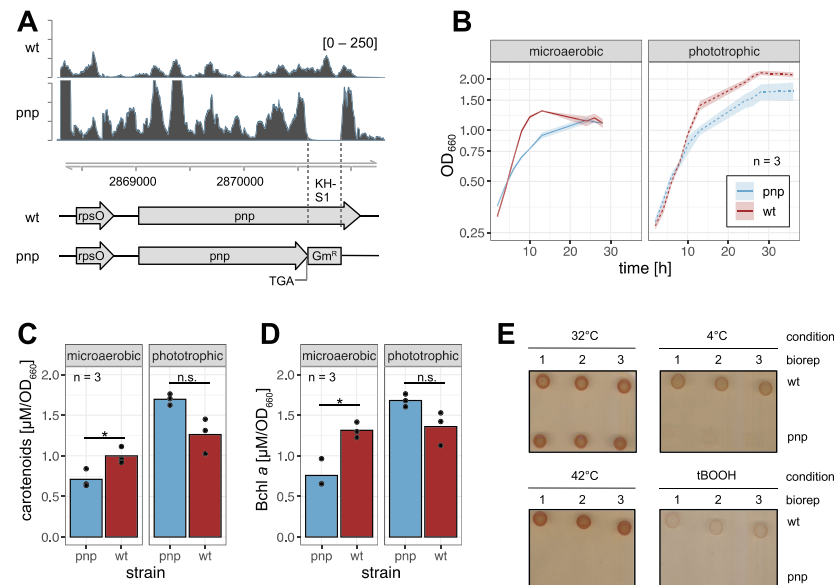 A
wt
[0 – 250]
pnp
2869000
2870000
KH-
S1
wt
rpsO
pnp
pnp
rpsO
pnp
Gm^R
TGA
B
microaerobic
phototrophic
OD₆₆₀
2.00
1.50
1.00
0.75
0.50
0.25
n = 3
pnp
wt
0
10
20
30
0
10
20
30
time [h]
C
microaerobic
phototrophic
carotenoids [µM/OD₆₆₀]
2.0
1.5
1.0
0.5
0.0
n = 3
n.s.
*
pnp
wt
pnp
wt
strain
D
microaerobic
phototrophic
Bchl a [µM/OD₆₆₀]
2.0
1.5
1.0
0.5
0.0
n = 3
n.s.
*
pnp
wt
pnp
wt
strain
E
32°C
4°C
condition
1 2 3
1 2 3
biorep
wt
pnp
42°C
tBOOH
condition
1 2 3
1 2 3
biorep
wt
pnp